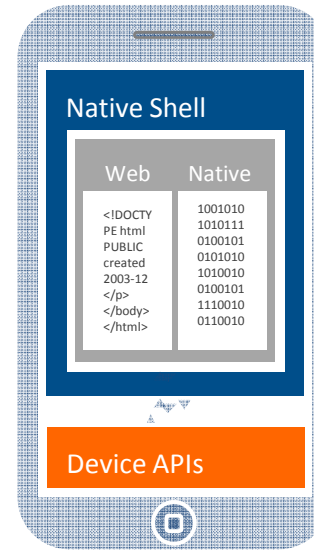 Native Shell
Web
Native
<!DOCTY
PE html
PUBLIC
created
2003-12
</p>
</body>
</html>
1001010
1010111
0100101
0101010
1010010
0100101
1110010
0110010
Device APIs